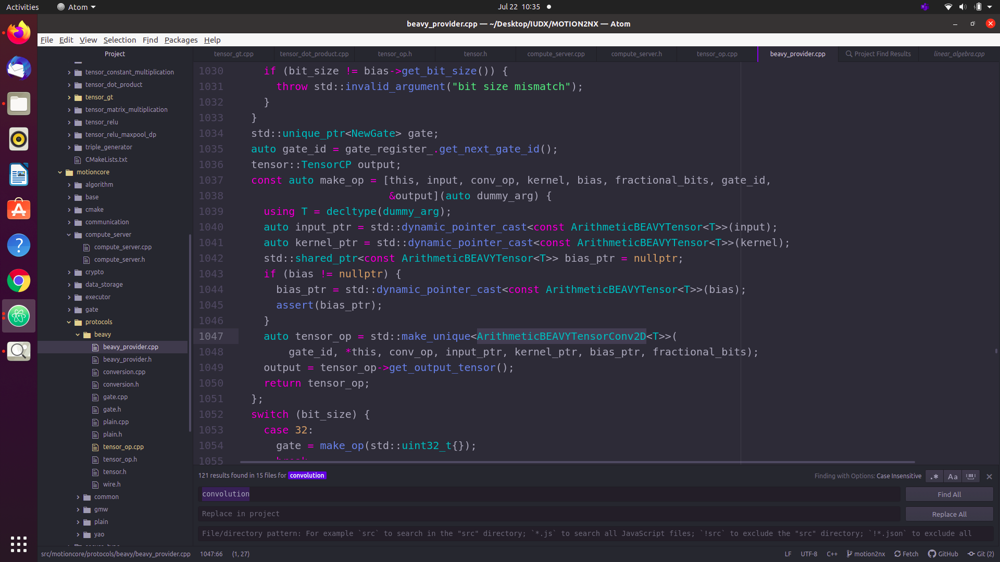 Activities
Atom
Jul 22 10:35
beavy_provider.cpp — ~/Desktop/IUDX/MOTION2NX — Atom
File Edit View Selection Find Packages Help
Project
tensor_constant_multiplication
tensor_dot_product
tensor_gt
tensor_matrix_multiplication
tensor_relu
tensor_relu_maxpool_dp
triple_generator
CMakeLists.txt
motioncore
algorithm
base
cmake
communication
compute_server
compute_server.cpp
compute_server.h
crypto
data_storage
executor
gate
protocols
beavy
beavy_provider.cpp
beavy_provider.h
conversion.cpp
conversion.h
gate.cpp
gate.h
plain.cpp
plain.h
tensor_op.cpp
tensor_op.h
tensor.h
wire.h
common
gmw
plain
yao
tensor_gt.cpp tensor_dot_product.cpp tensor_op.h tensor.h compute_server.cpp compute_server.h tensor_op.cpp beavy_provider.cpp Project Find Results linear_algebra.cpp
1030 if (bit_size != bias->get_bit_size()) {
1031 throw std::invalid_argument("bit size mismatch");
1032 }
1033 }
1034 std::unique_ptr<NewGate> gate;
1035 auto gate_id = gate_register_.get_next_gate_id();
1036 tensor::TensorCP output;
1037 const auto make_op = [this, input, conv_op, kernel, bias, fractional_bits, gate_id,
1038 &output](auto dummy_arg) {
1039 using T = decltype(dummy_arg);
1040 auto input_ptr = std::dynamic_pointer_cast<const ArithmeticBEAVYTensor<T>>(input);
1041 auto kernel_ptr = std::dynamic_pointer_cast<const ArithmeticBEAVYTensor<T>>(kernel);
1042 std::shared_ptr<const ArithmeticBEAVYTensor<T>> bias_ptr = nullptr;
1043 if (bias != nullptr) {
1044 bias_ptr = std::dynamic_pointer_cast<const ArithmeticBEAVYTensor<T>>(bias);
1045 assert(bias_ptr);
1046 }
1047 auto tensor_op = std::make_unique<ArithmeticBEAVYTensorConv2D<T>>(
1048 gate_id, *this, conv_op, input_ptr, kernel_ptr, bias_ptr, fractional_bits);
1049 output = tensor_op->get_output_tensor();
1050 return tensor_op;
1051 };
1052 switch (bit_size) {
1053 case 32:
1054 gate = make_op(std::uint32_t{});
1055
121 results found in 15 files for convolution
Finding with Options: Case Insensitive
.* Aa
convolution
Find All
Replace in project
Replace All
File/directory pattern: For example `src` to search in the "src" directory; `*.js` to search all JavaScript files; `!src` to exclude the "src" directory; `!*.json` to exclude all
src/motioncore/protocols/beavy/beavy_provider.cpp 1047:66 (1, 27)
LF UTF-8 C++ motion2nx Fetch GitHub Git (2)